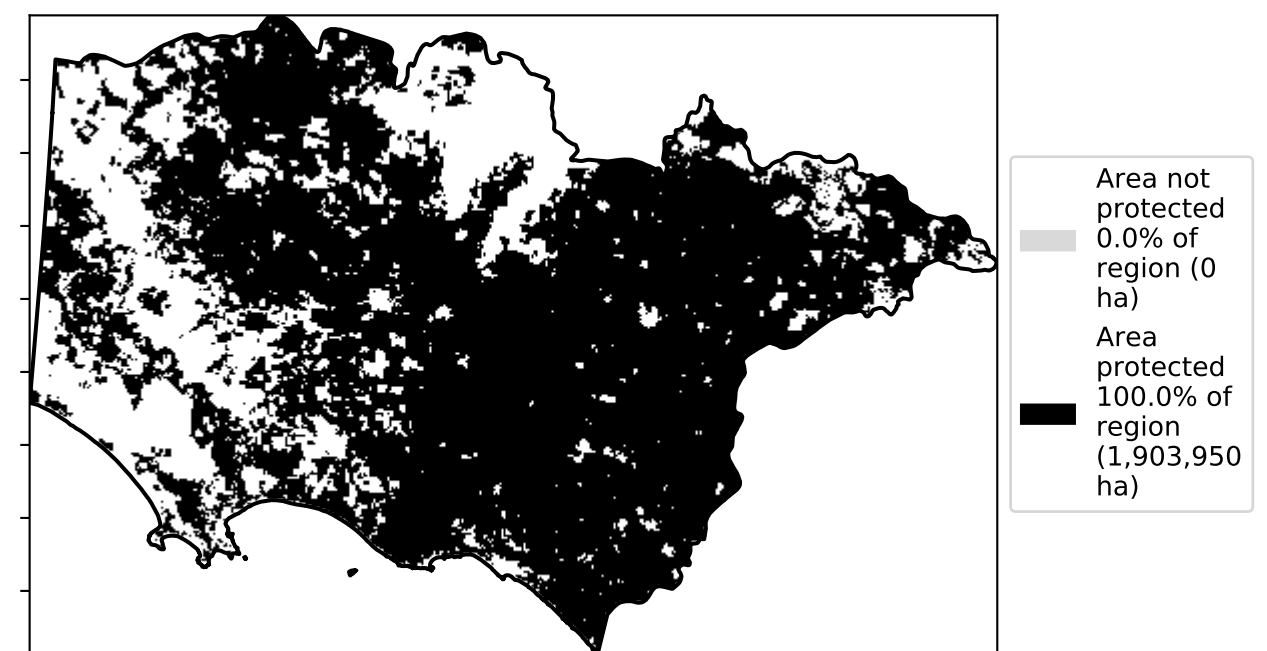 Area not
protected
0.0% of
region (0
ha)
Area
protected
100.0% of
region
(1,903,950
ha)